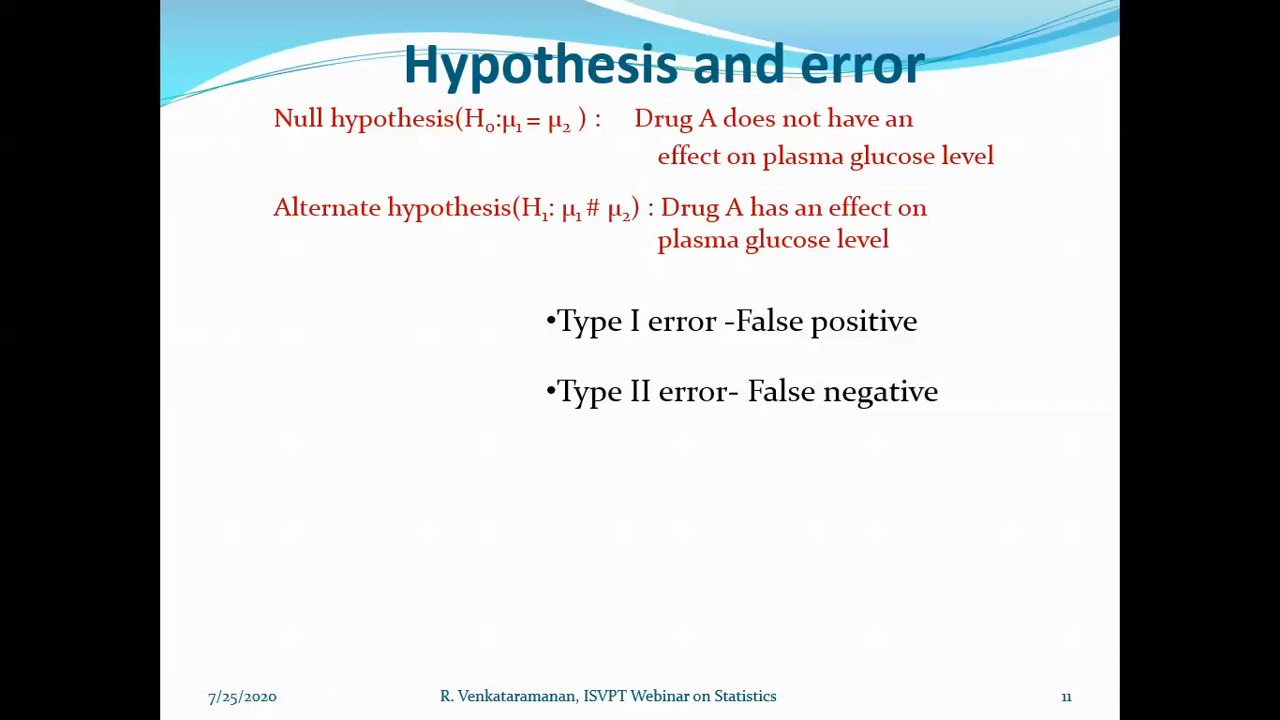 Hypothesis and error
Null hypothesis(H₀:μ₁ = μ₂ ) : Drug A does not have an
effect on plasma glucose level
Alternate hypothesis(H₁: μ₁ # μ₂) : Drug A has an effect on
plasma glucose level
•Type I error -False positive
•Type II error- False negative
7/25/2020 R. Venkataramanan, ISVPT Webinar on Statistics 11